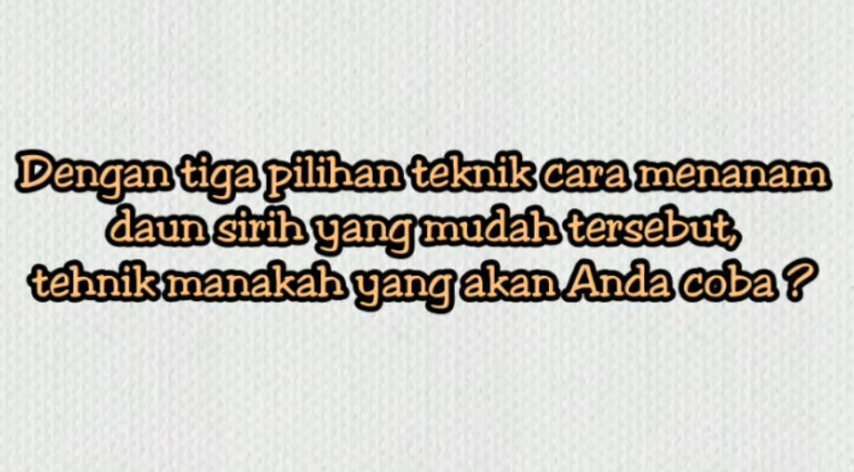 Dengan tiga pilihan teknik cara menanam
daun sirih yang mudah tersebut,
tehnik manakah yang akan Anda coba ?